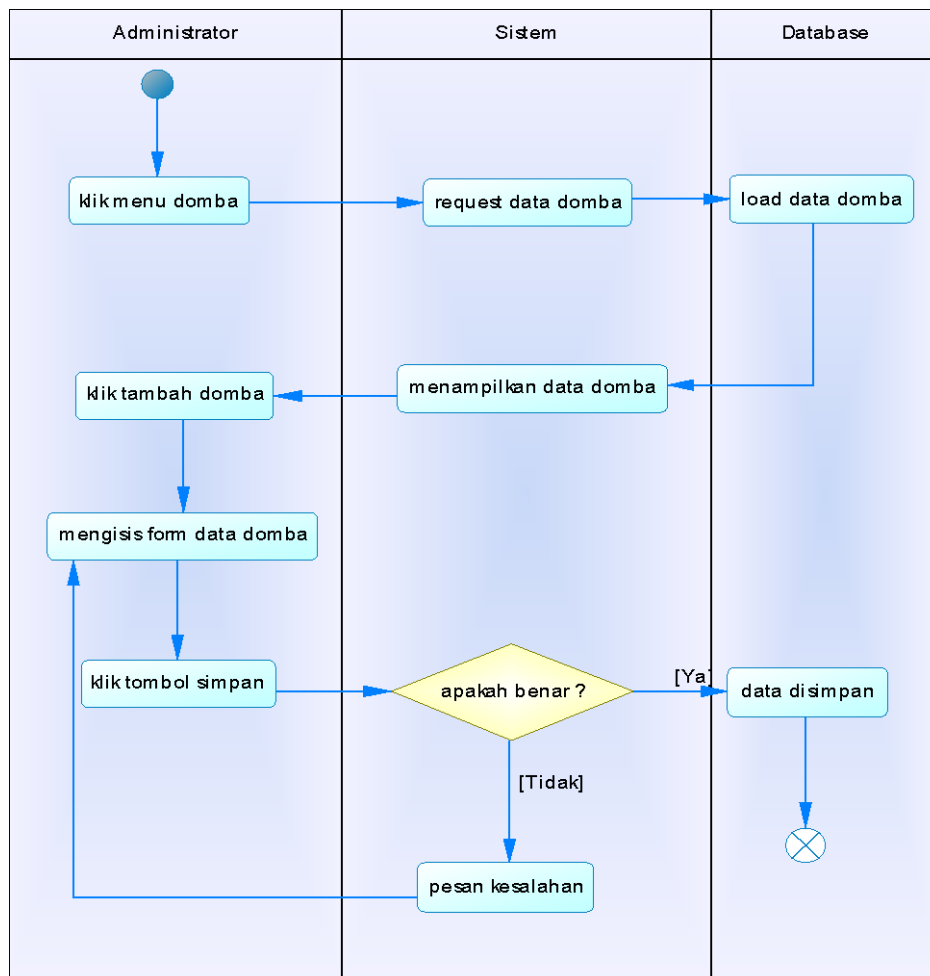 Administrator
Sistem
Database
klik menu domba
request data domba
load data domba
klik tambah domba
menampilkan data domba
mengisis form data domba
klik tombol simpan
apakah benar ?
[Ya]
data disimpan
[Tidak]
pesan kesalahan